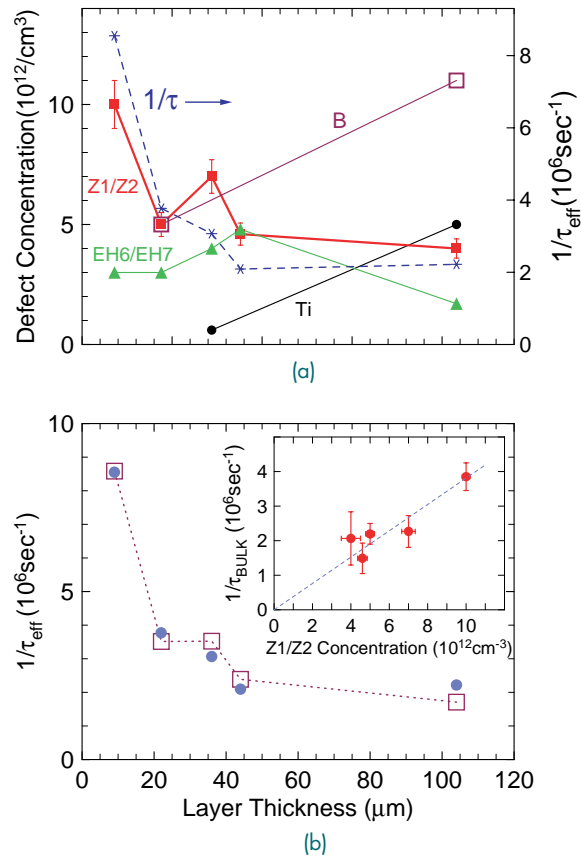 Defect Concentration(10¹²/cm³)
10
5
0
1/τ
B
Z1/Z2
EH6/EH7
Ti
8
6
4
2
0
1/τeff(10⁶sec⁻¹)
(a)
1/τeff (10⁶sec⁻¹)
10
5
0
1/τBULK (10⁶sec⁻¹)
4
3
2
1
0
0 2 4 6 8 10
Z1/Z2 Concentration (10¹²cm⁻³)
0 20 40 60 80 100 120
Layer Thickness (μm)
(b)